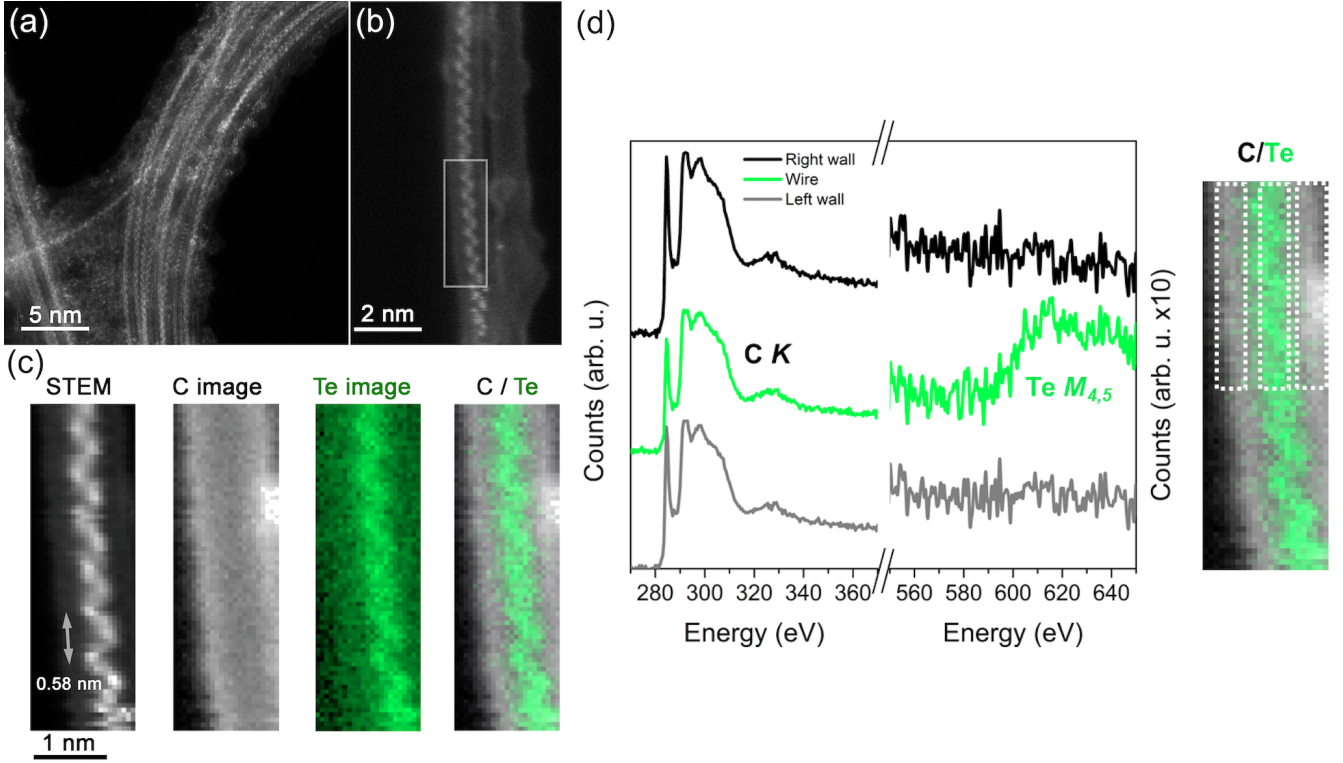 (a)
(b)
(d)
5 nm
2 nm
(c)
STEM
C image
Te image
C / Te
0.58 nm
1 nm
Right wall
Wire
Left wall
C K
Te M4,5
Counts (arb. u.)
Counts (arb. u. x10)
280 300 320 340 360 560 580 600 620 640
Energy (eV) Energy (eV)
C/Te